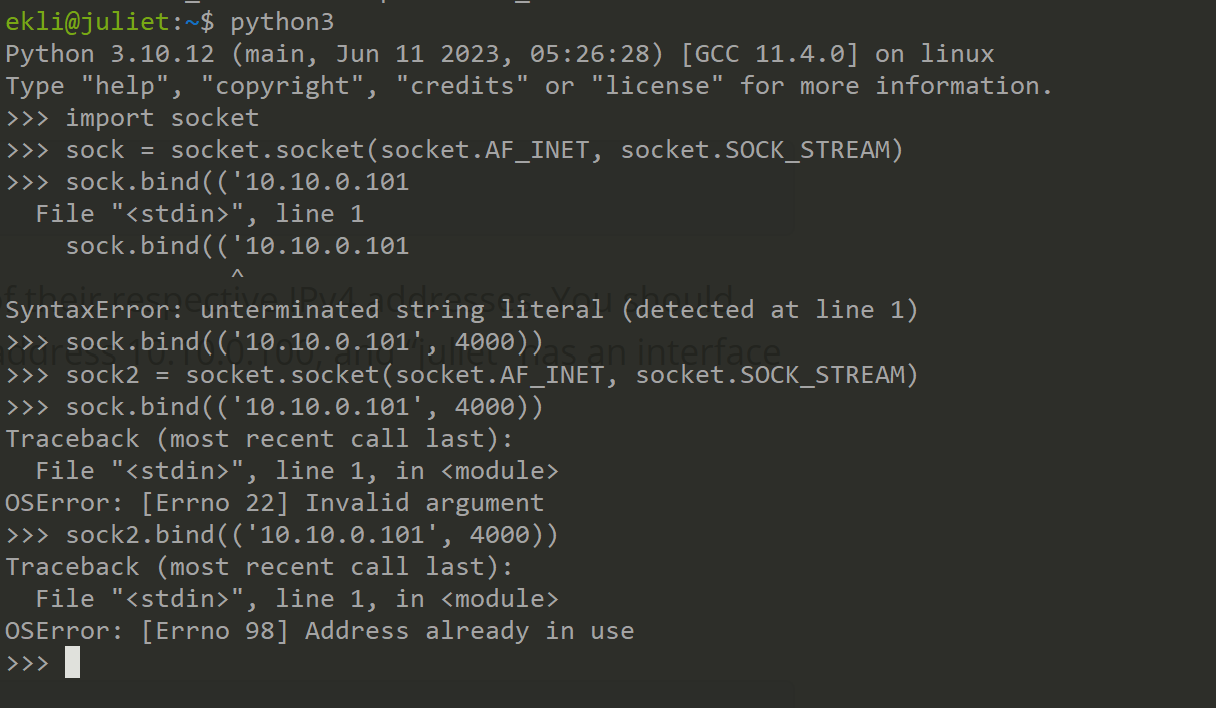 ekli@juliet:~$ python3
Python 3.10.12 (main, Jun 11 2023, 05:26:28) [GCC 11.4.0] on linux
Type "help", "copyright", "credits" or "license" for more information.
>>> import socket
>>> sock = socket.socket(socket.AF_INET, socket.SOCK_STREAM)
>>> sock.bind(('10.10.0.101
  File "<stdin>", line 1
    sock.bind(('10.10.0.101
               ^
of their respective IPv4 addresses. You should
SyntaxError: unterminated string literal (detected at line 1)
>>> sock.bind(('10.10.0.101', 4000))
address 10.10.0.100, and "juliet" has an interface
>>> sock2 = socket.socket(socket.AF_INET, socket.SOCK_STREAM)
>>> sock.bind(('10.10.0.101', 4000))
Traceback (most recent call last):
  File "<stdin>", line 1, in <module>
OSError: [Errno 22] Invalid argument
>>> sock2.bind(('10.10.0.101', 4000))
Traceback (most recent call last):
  File "<stdin>", line 1, in <module>
OSError: [Errno 98] Address already in use
>>>